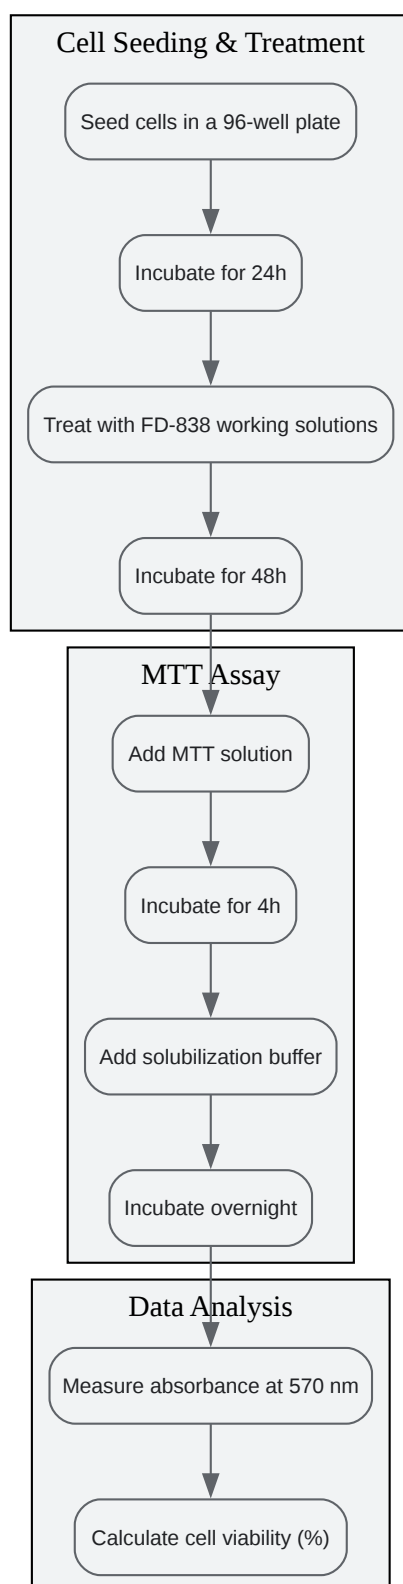 Cell Seeding & Treatment
Seed cells in a 96-well plate
Incubate for 24h
Treat with FD-838 working solutions
Incubate for 48h
MTT Assay
Add MTT solution
Incubate for 4h
Add solubilization buffer
Incubate overnight
Data Analysis
Measure absorbance at 570 nm
Calculate cell viability (%)